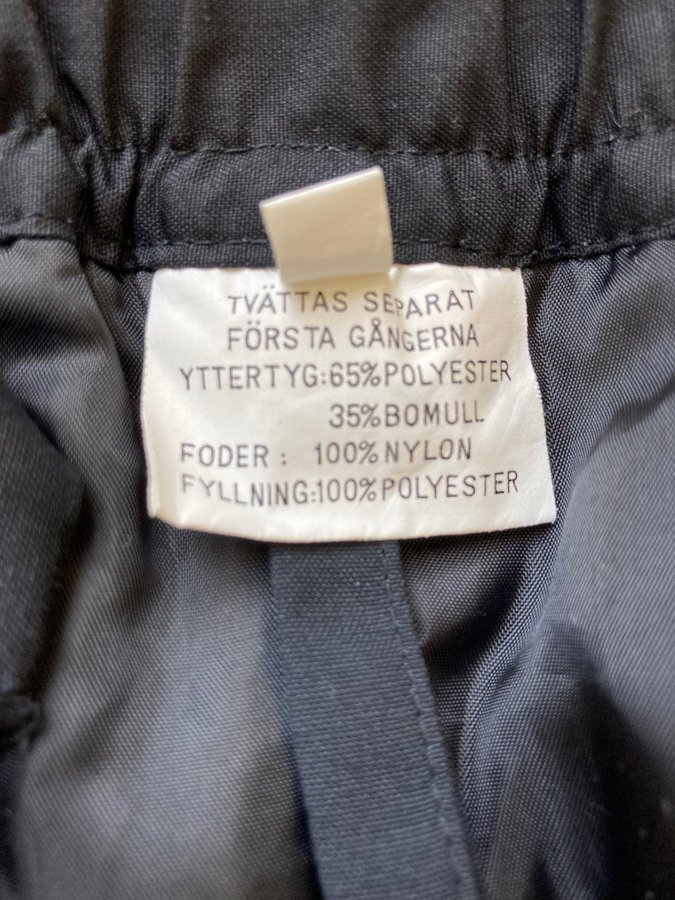 TVÄTTAS SEPARAT
FÖRSTA GÅNGERNA
YTTERTYG:65%POLYESTER
35%BOMULL
FODER: 100%NYLON
FYLLNING:100%POLYESTER